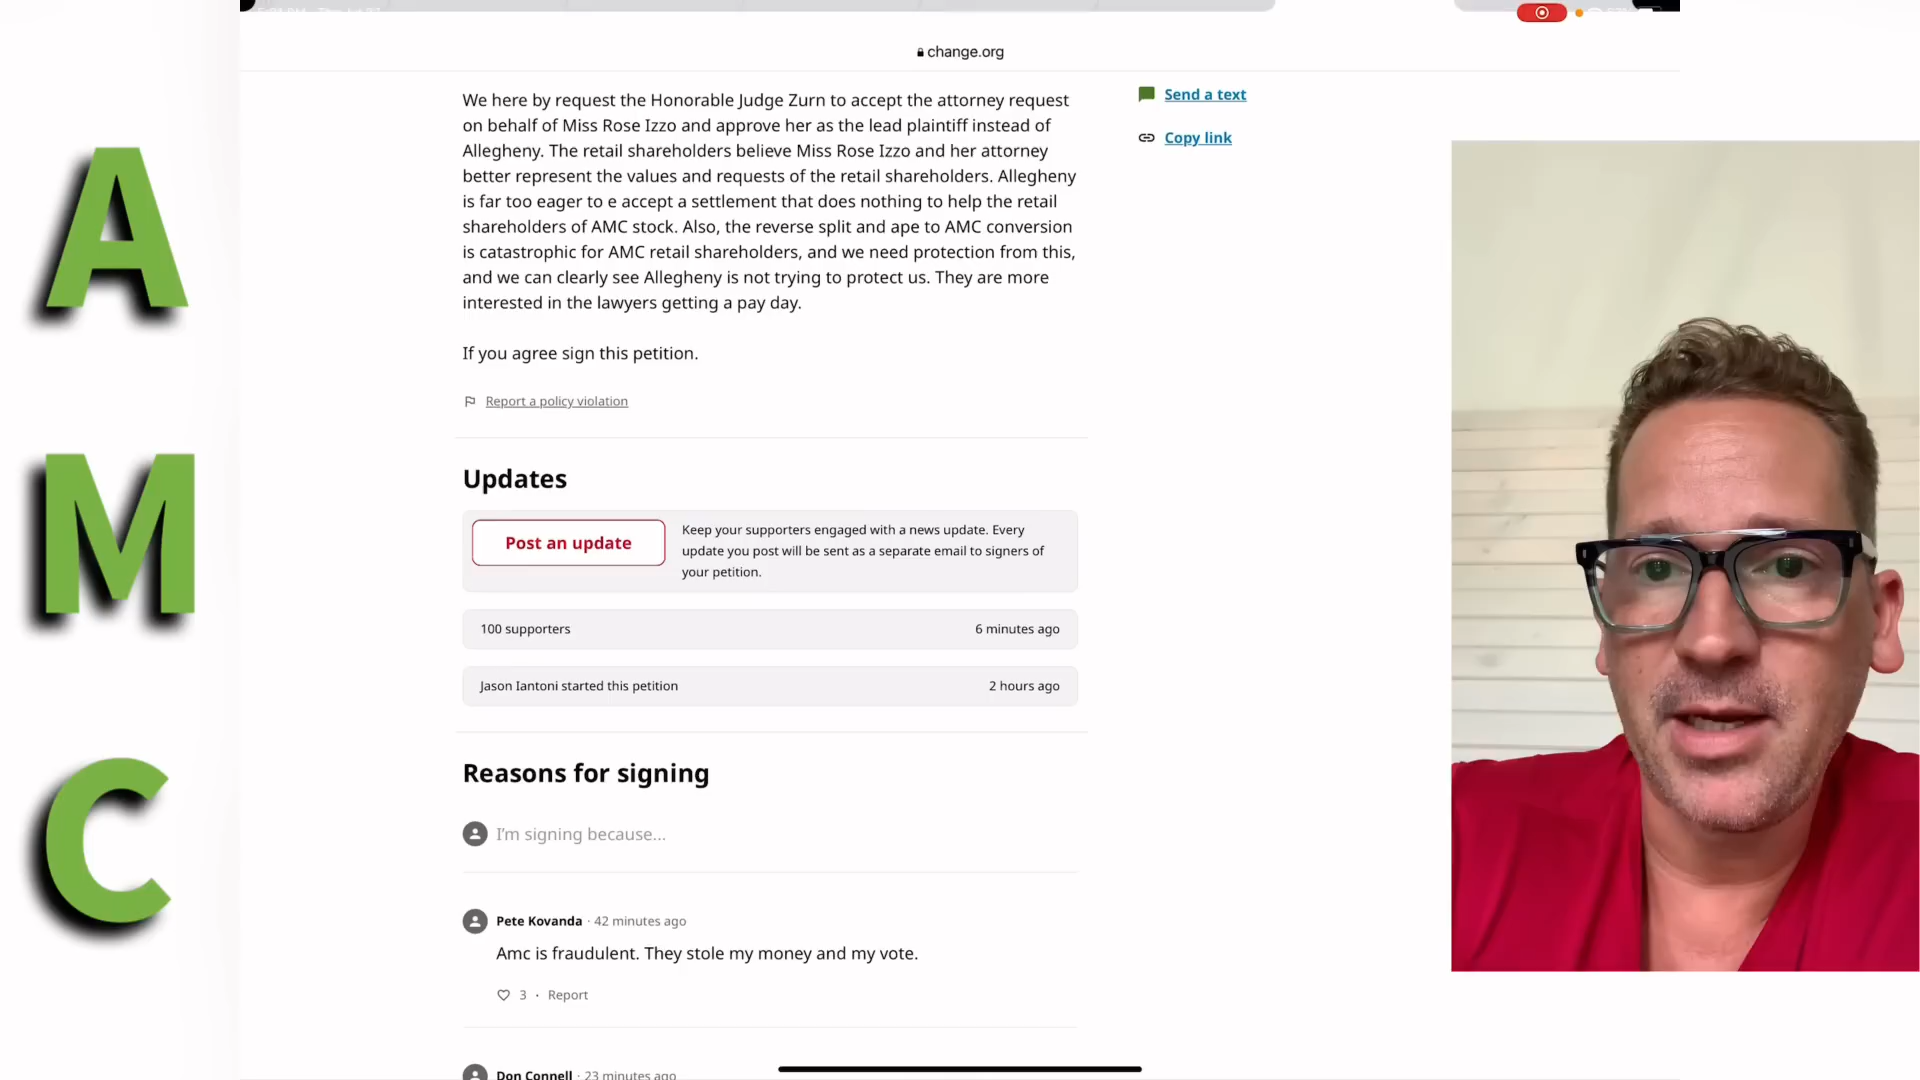 A
M
C
change.org
We here by request the Honorable Judge Zurn to accept the attorney request
on behalf of Miss Rose Izzo and approve her as the lead plaintiff instead of
Allegheny. The retail shareholders believe Miss Rose Izzo and her attorney
better represent the values and requests of the retail shareholders. Allegheny
is far too eager to e accept a settlement that does nothing to help the retail
shareholders of AMC stock. Also, the reverse split and ape to AMC conversion
is catastrophic for AMC retail shareholders, and we need protection from this,
and we can clearly see Allegheny is not trying to protect us. They are more
interested in the lawyers getting a pay day.
If you agree sign this petition.
Report a policy violation
Send a text
Copy link
Updates
Post an update
Keep your supporters engaged with a news update. Every
update you post will be sent as a separate email to signers of
your petition.
100 supporters 6 minutes ago
Jason Iantoni started this petition 2 hours ago
Reasons for signing
I'm signing because...
Pete Kovanda · 42 minutes ago
Amc is fraudulent. They stole my money and my vote.
3 · Report
Don Connell · 23 minutes ago